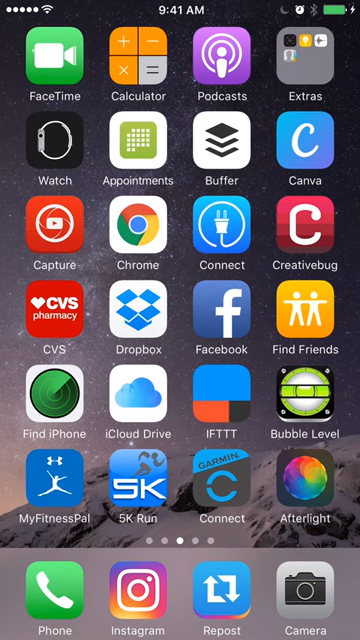 9:41 AM
FaceTime Calculator Podcasts Extras
Watch Appointments Buffer Canva
Capture Chrome Connect Creativebug
CVS pharmacy
CVS Dropbox Facebook Find Friends
Find iPhone iCloud Drive IFTTT Bubble Level
5K GARMIN.
MyFitnessPal 5K Run Connect Afterlight
Phone Instagram Repost Camera